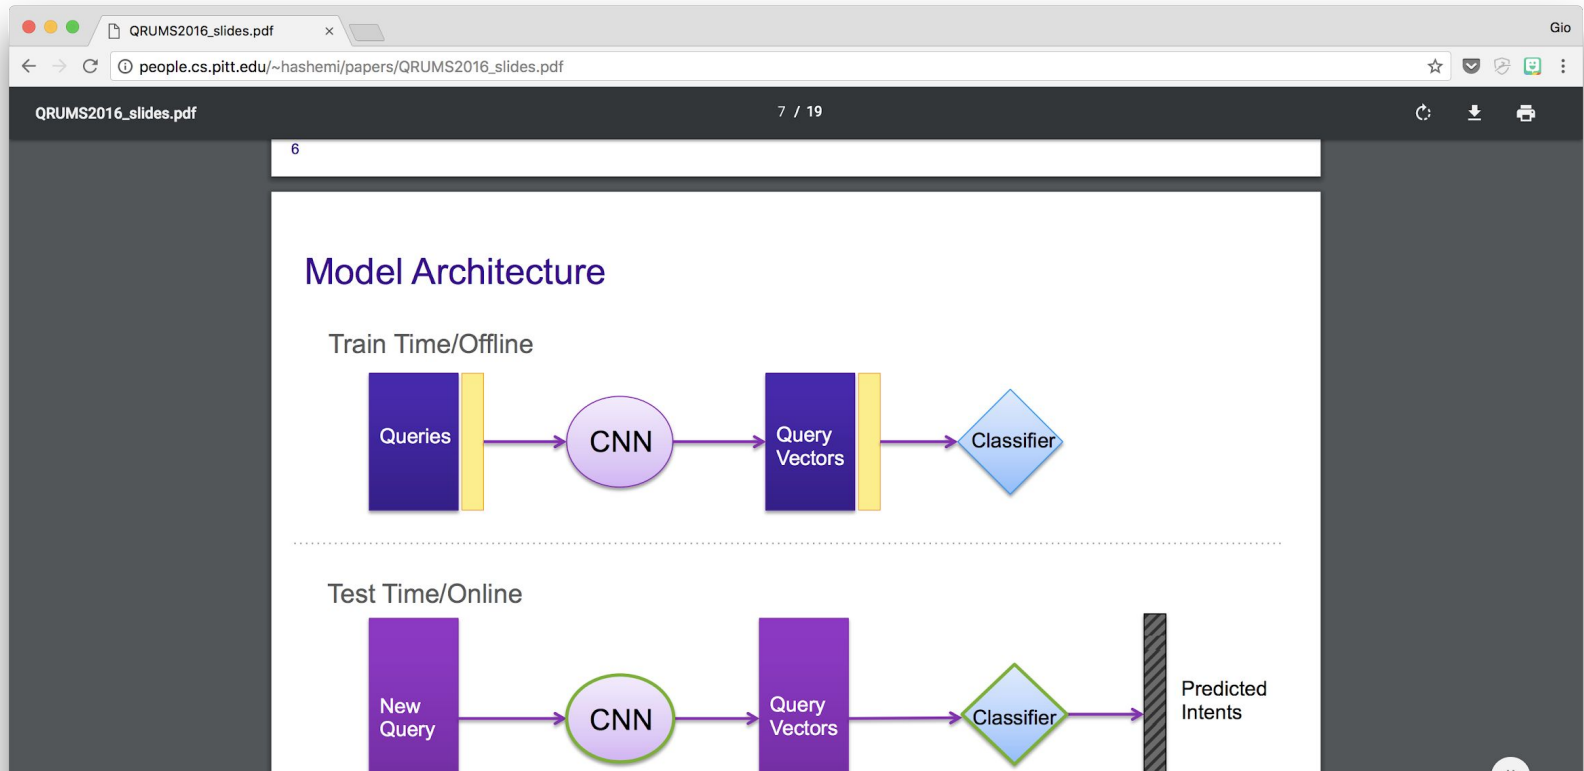 QRUMS2016_slides.pdf
Gio
people.cs.pitt.edu/~hashemi/papers/QRUMS2016_slides.pdf
QRUMS2016_slides.pdf
7 / 19
6
Model Architecture
Train Time/Offline
Queries
CNN
Query
Vectors
Classifier
Test Time/Online
New
Query
CNN
Query
Vectors
Classifier
Predicted
Intents